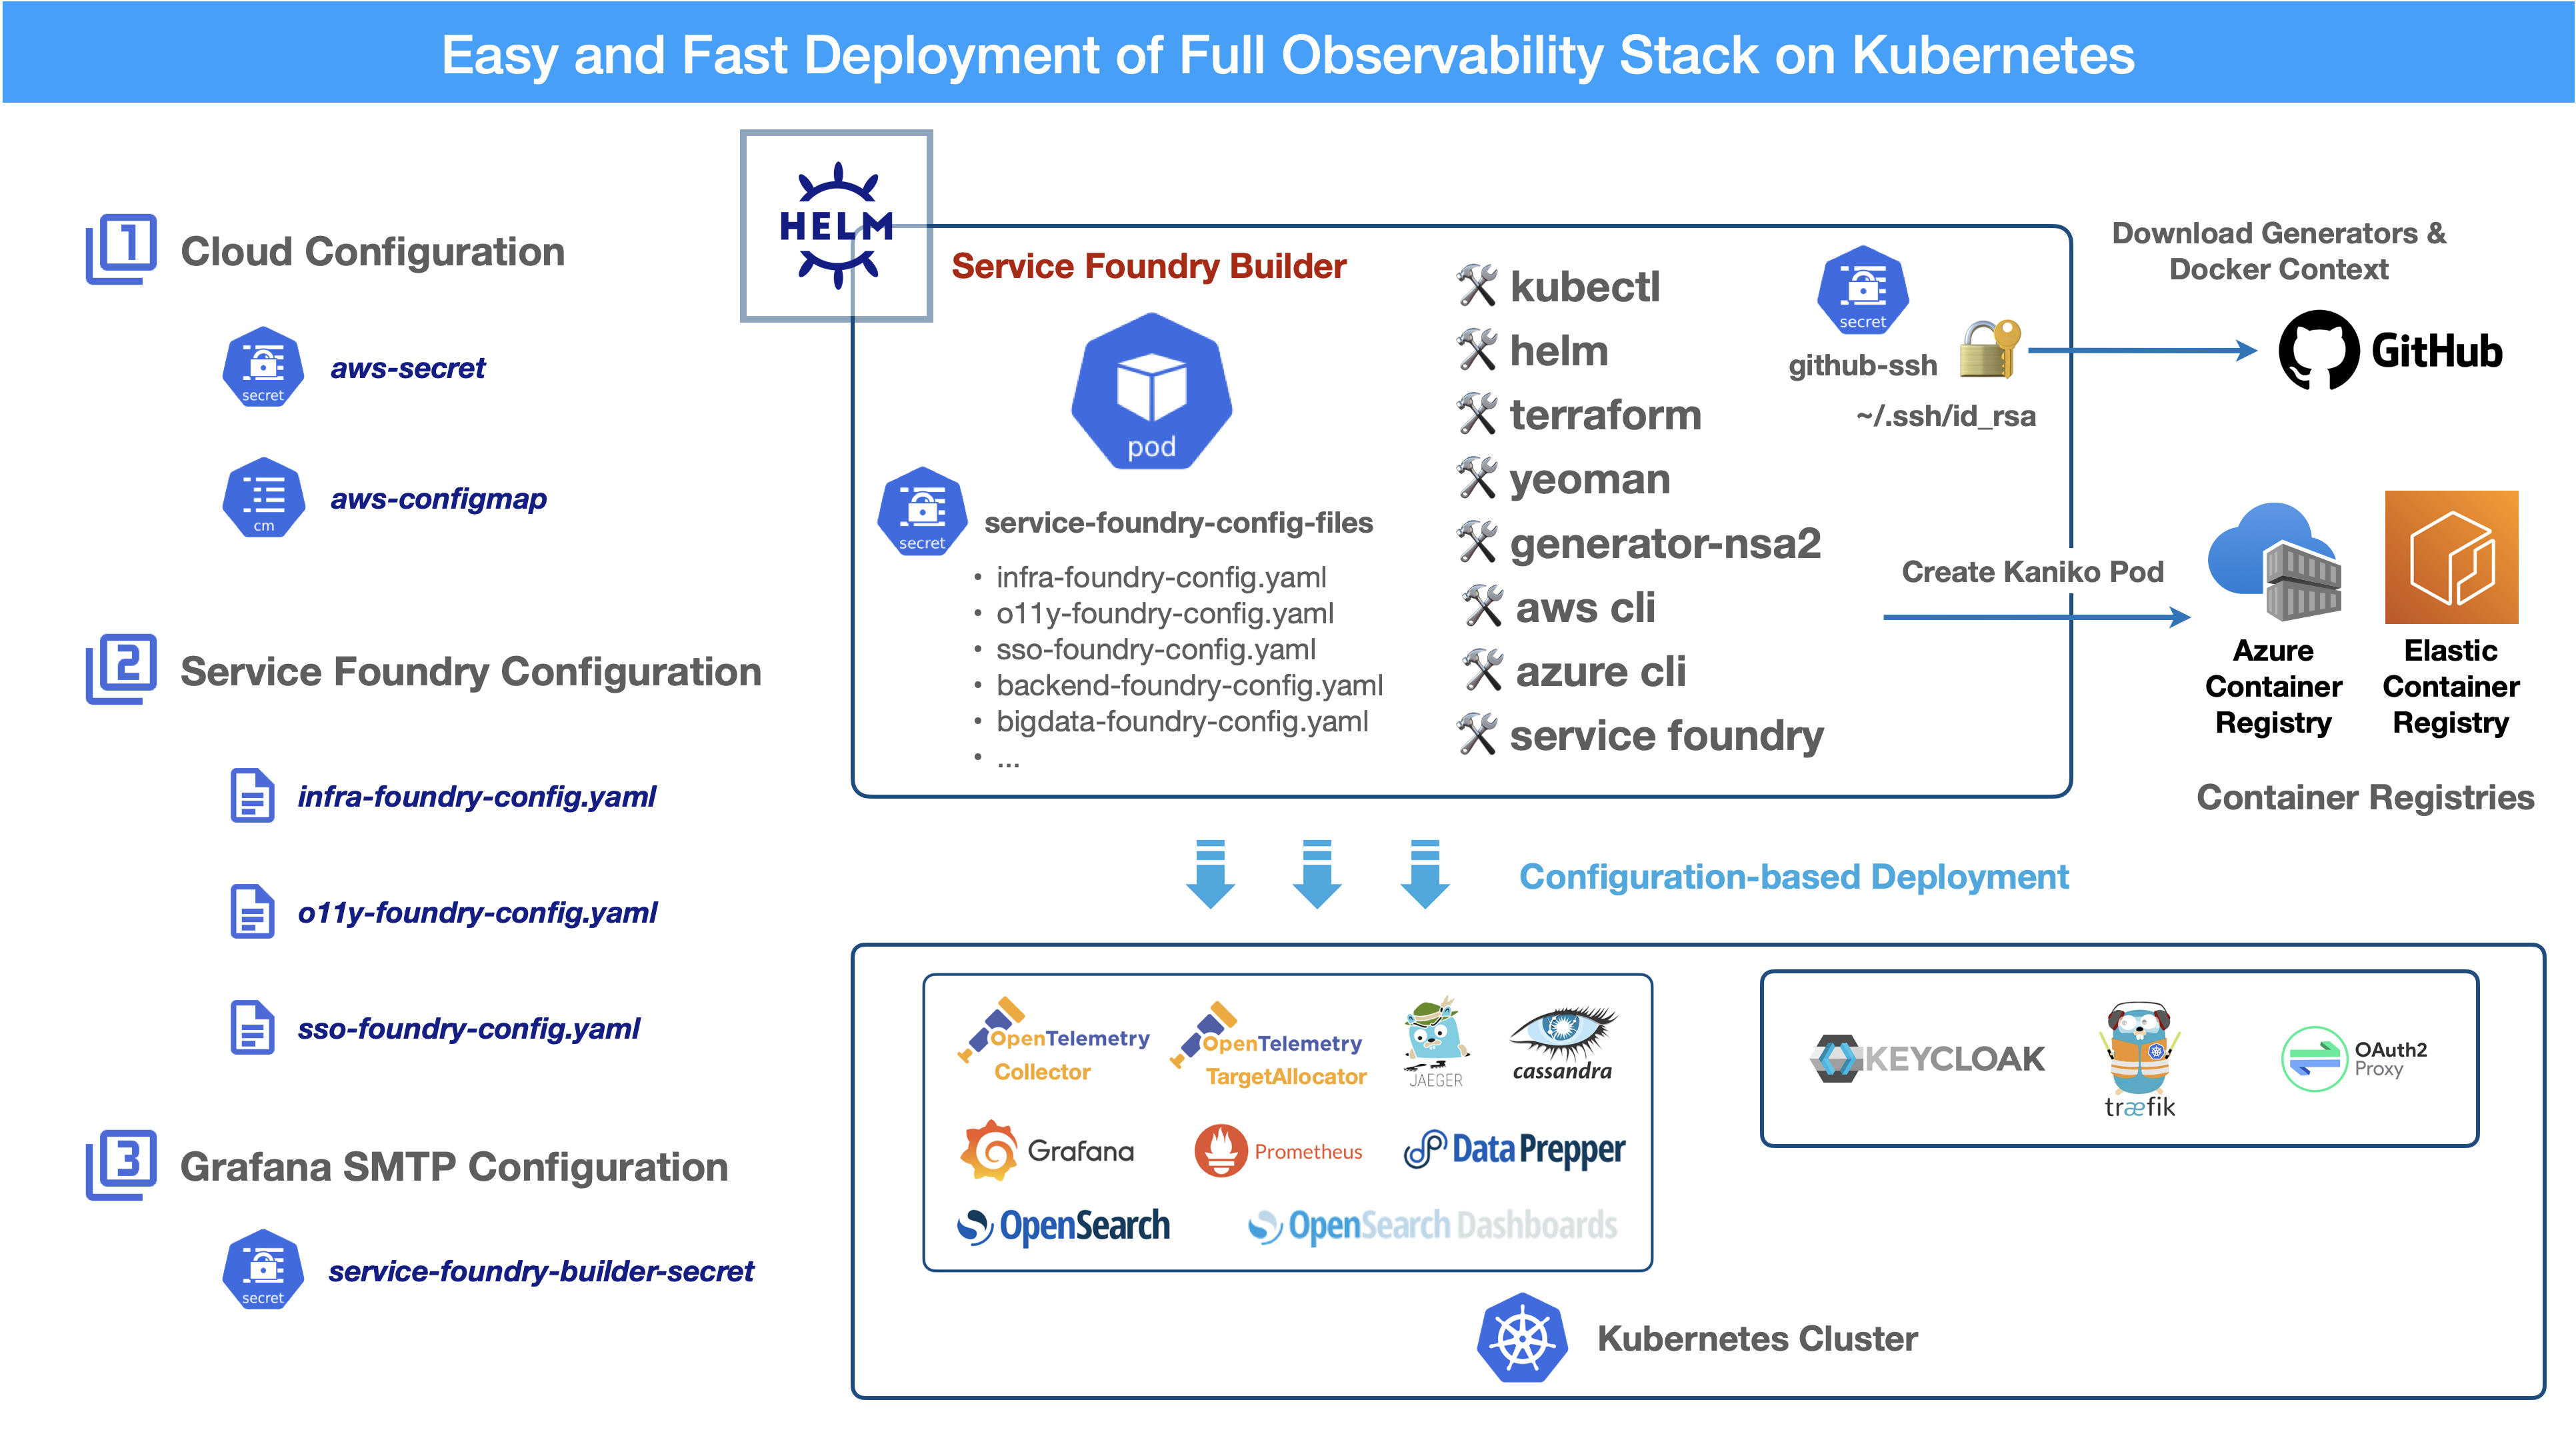 Easy and Fast Deployment of Full Observability Stack on Kubernetes
1
Cloud Configuration
secret
aws-secret
cm
aws-configmap
2
Service Foundry Configuration
infra-foundry-config.yaml
o11y-foundry-config.yaml
sso-foundry-config.yaml
3
Grafana SMTP Configuration
secret
service-foundry-builder-secret
HELM
Service Foundry Builder
pod
secret
service-foundry-config-files
• infra-foundry-config.yaml
• o11y-foundry-config.yaml
• sso-foundry-config.yaml
• backend-foundry-config.yaml
• bigdata-foundry-config.yaml
• ...
kubectl
helm
terraform
yeoman
generator-nsa2
aws cli
azure cli
service foundry
secret
github-ssh
~/.ssh/id_rsa
Download Generators &
Docker Context
GitHub
Create Kaniko Pod
Azure
Container
Registry
Elastic
Container
Registry
Container Registries
Configuration-based Deployment
OpenTelemetry
Collector
OpenTelemetry
TargetAllocator
JAEGER
cassandra
Grafana
Prometheus
Data Prepper
OpenSearch
OpenSearch Dashboards
KEYCLOAK
træfik
OAuth2
Proxy
Kubernetes Cluster